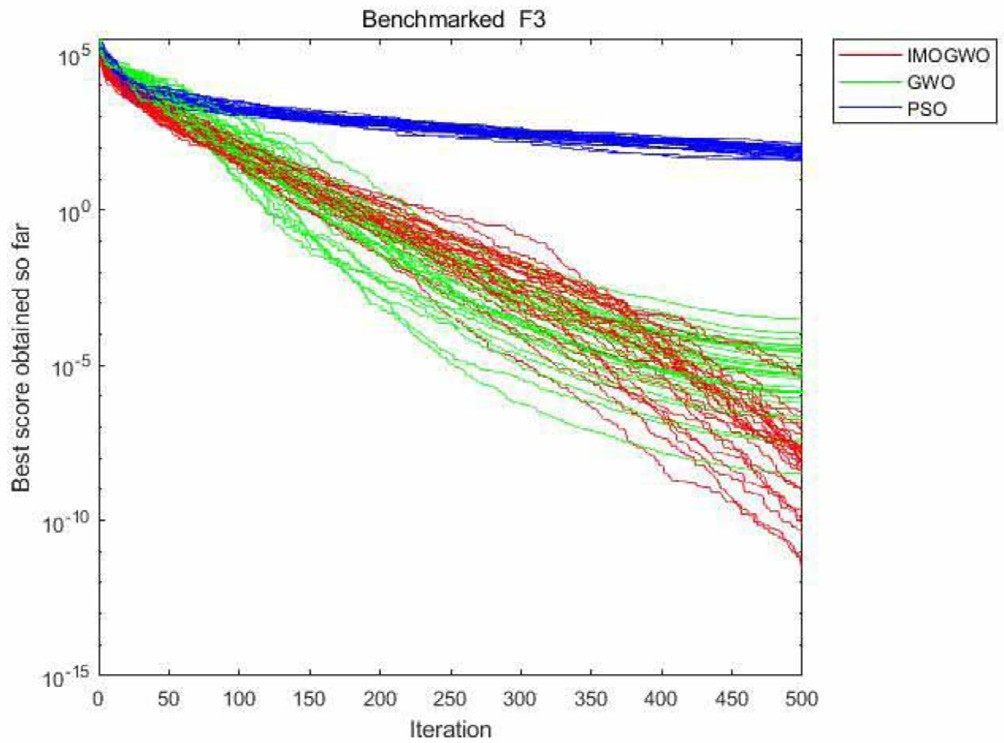 Benchmarked F3
IMOGWO
GWO
PSO
Best score obtained so far
10^5
10^0
10^-5
10^-10
10^-15
0 50 100 150 200 250 300 350 400 450 500
Iteration